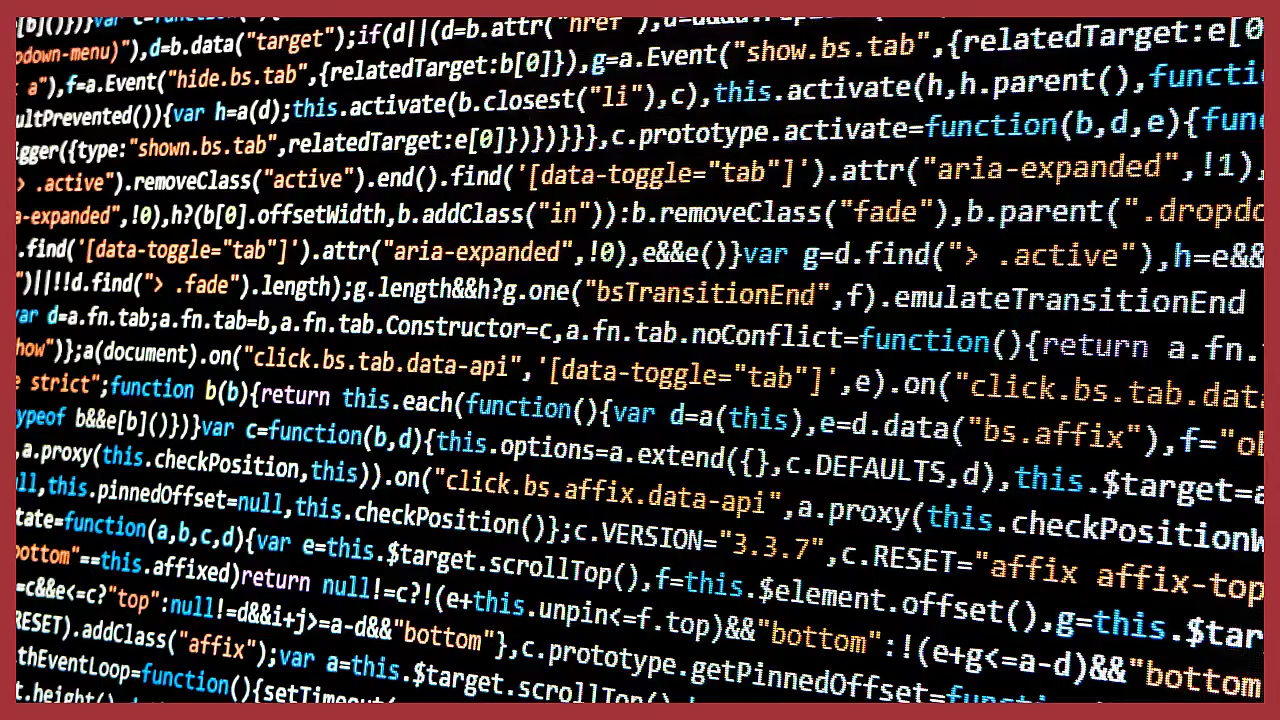 [b]()})}var c=function(
pdown-menu)"),d=b.data("target");if(d||(d=b.attr("href"),
a"),f=a.Event("hide.bs.tab",{relatedTarget:b[0]}),g=a.Event("show.bs.tab",{relatedTarget:e[0
ultPrevented()){var h=a(d);this.activate(b.closest("li"),c),this.activate(h,h.parent(),functi
igger({type:"shown.bs.tab",relatedTarget:e[0]})})}}},c.prototype.activate=function(b,d,e){func
> .active").removeClass("active").end().find('[data-toggle="tab"]').attr("aria-expanded",!1),
a-expanded",!0),h?(b[0].offsetWidth,b.addClass("in")):b.removeClass("fade"),b.parent(".dropdo
.find('[data-toggle="tab"]').attr("aria-expanded",!0),e&&e()}var g=d.find("> .active"),h=e&&
")||!!d.find("> .fade").length);g.length&&h?g.one("bsTransitionEnd",f).emulateTransitionEnd
var d=a.fn.tab;a.fn.tab=b,a.fn.tab.Constructor=c,a.fn.tab.noConflict=function(){return a.fn.
how")};a(document).on("click.bs.tab.data-api",'[data-toggle="tab"]',e).on("click.bs.tab.data
e strict";function b(b){return this.each(function(){var d=a(this),e=d.data("bs.affix"),f="ob
typeof b&&e[b]()})}var c=function(b,d){this.options=a.extend({},c.DEFAULTS,d),this.$target=a
,a.proxy(this.checkPosition,this)).on("click.bs.affix.data-api",a.proxy(this.checkPositionW
ll,this.pinnedOffset=null,this.checkPosition()};c.VERSION="3.3.7",c.RESET="affix affix-top
tate=function(a,b,c,d){var e=this.$target.scrollTop(),f=this.$element.offset(),g=this.$tar
bottom"==this.affixed)return null!=c?!(e+this.unpin<=f.top)&&"bottom":!(e+g<=a-d)&&"bottom
=c&&e<=c?"top":null!=d&&i+j>=a-d&&"bottom"},c.prototype.getPinnedOffset=functi
RESET).addClass("affix");var a=this.$target.scrollTop()
thEventLoop=function(){setTimeout(
t.height()